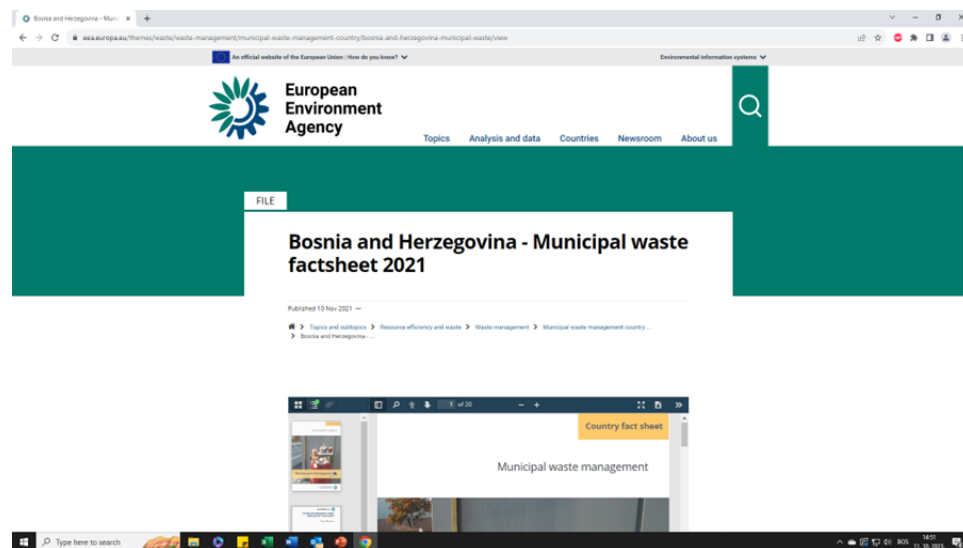 Bosnia and Herzegovina - Muni
eea.europa.eu/themes/waste/waste-management/municipal-waste-management-country/bosnia-and-herzegovina-municipal-waste/view
An official website of the European Union | How do you know?
Environmental information systems
European
Environment
Agency
Topics Analysis and data Countries Newsroom About us
FILE
Bosnia and Herzegovina - Municipal waste
factsheet 2021
Published 10 Nov 2021 —
Topics and subtopics > Resource efficiency and waste > Waste management > Municipal waste management country ...
> Bosnia and Herzegovina - ...
1 of 20
Country fact sheet
Municipal waste management
Type here to search
BOS
14:51
11. 10. 2023.